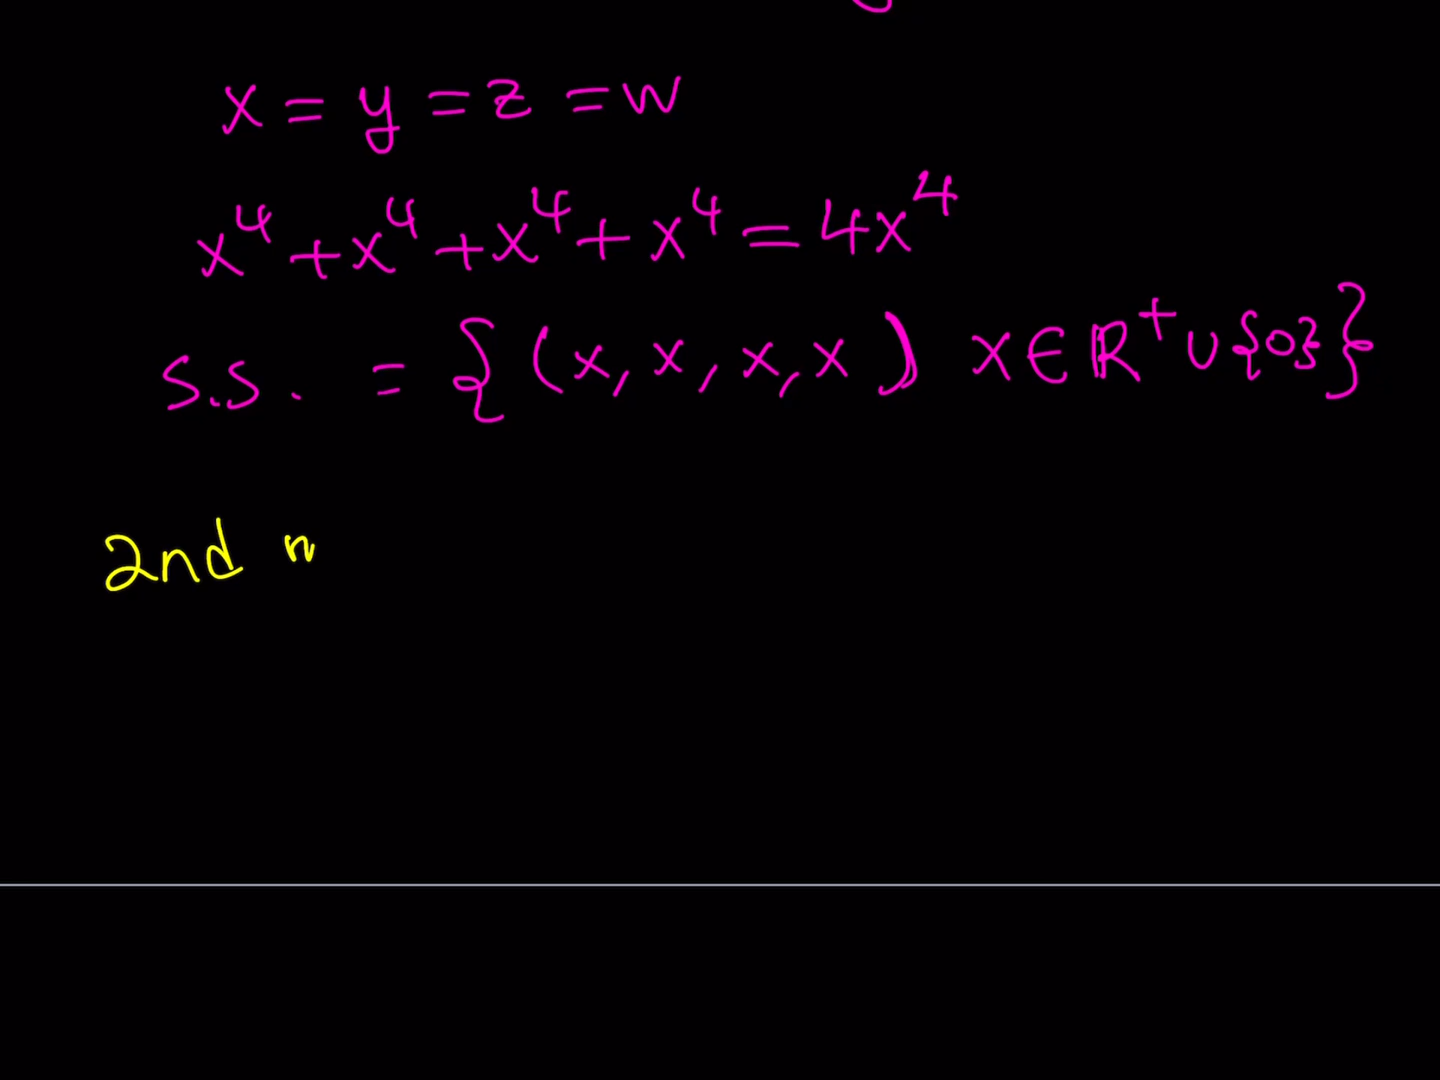 x = y = z = w
x⁴ + x⁴ + x⁴ + x⁴ = 4x⁴
S.S. = {(x, x, x, x) x ∈ ℝ⁺ ∪ {0}}
2nd